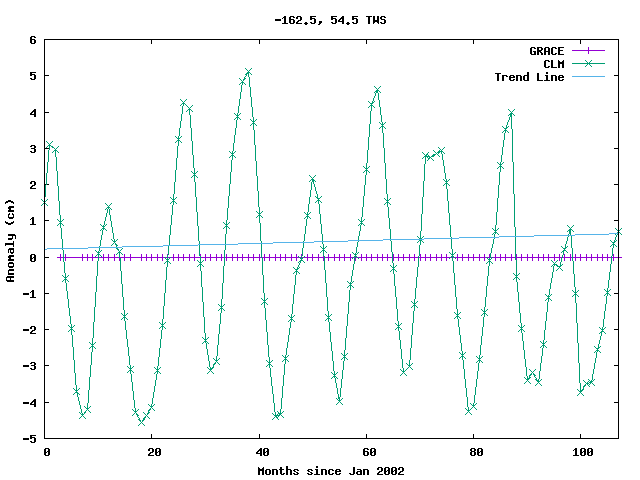 -162.5, 54.5 TWS
GRACE
CLM
Trend Line
Anomaly (cm)
6
5
4
3
2
1
0
-1
-2
-3
-4
-5
0 20 40 60 80 100
Months since Jan 2002